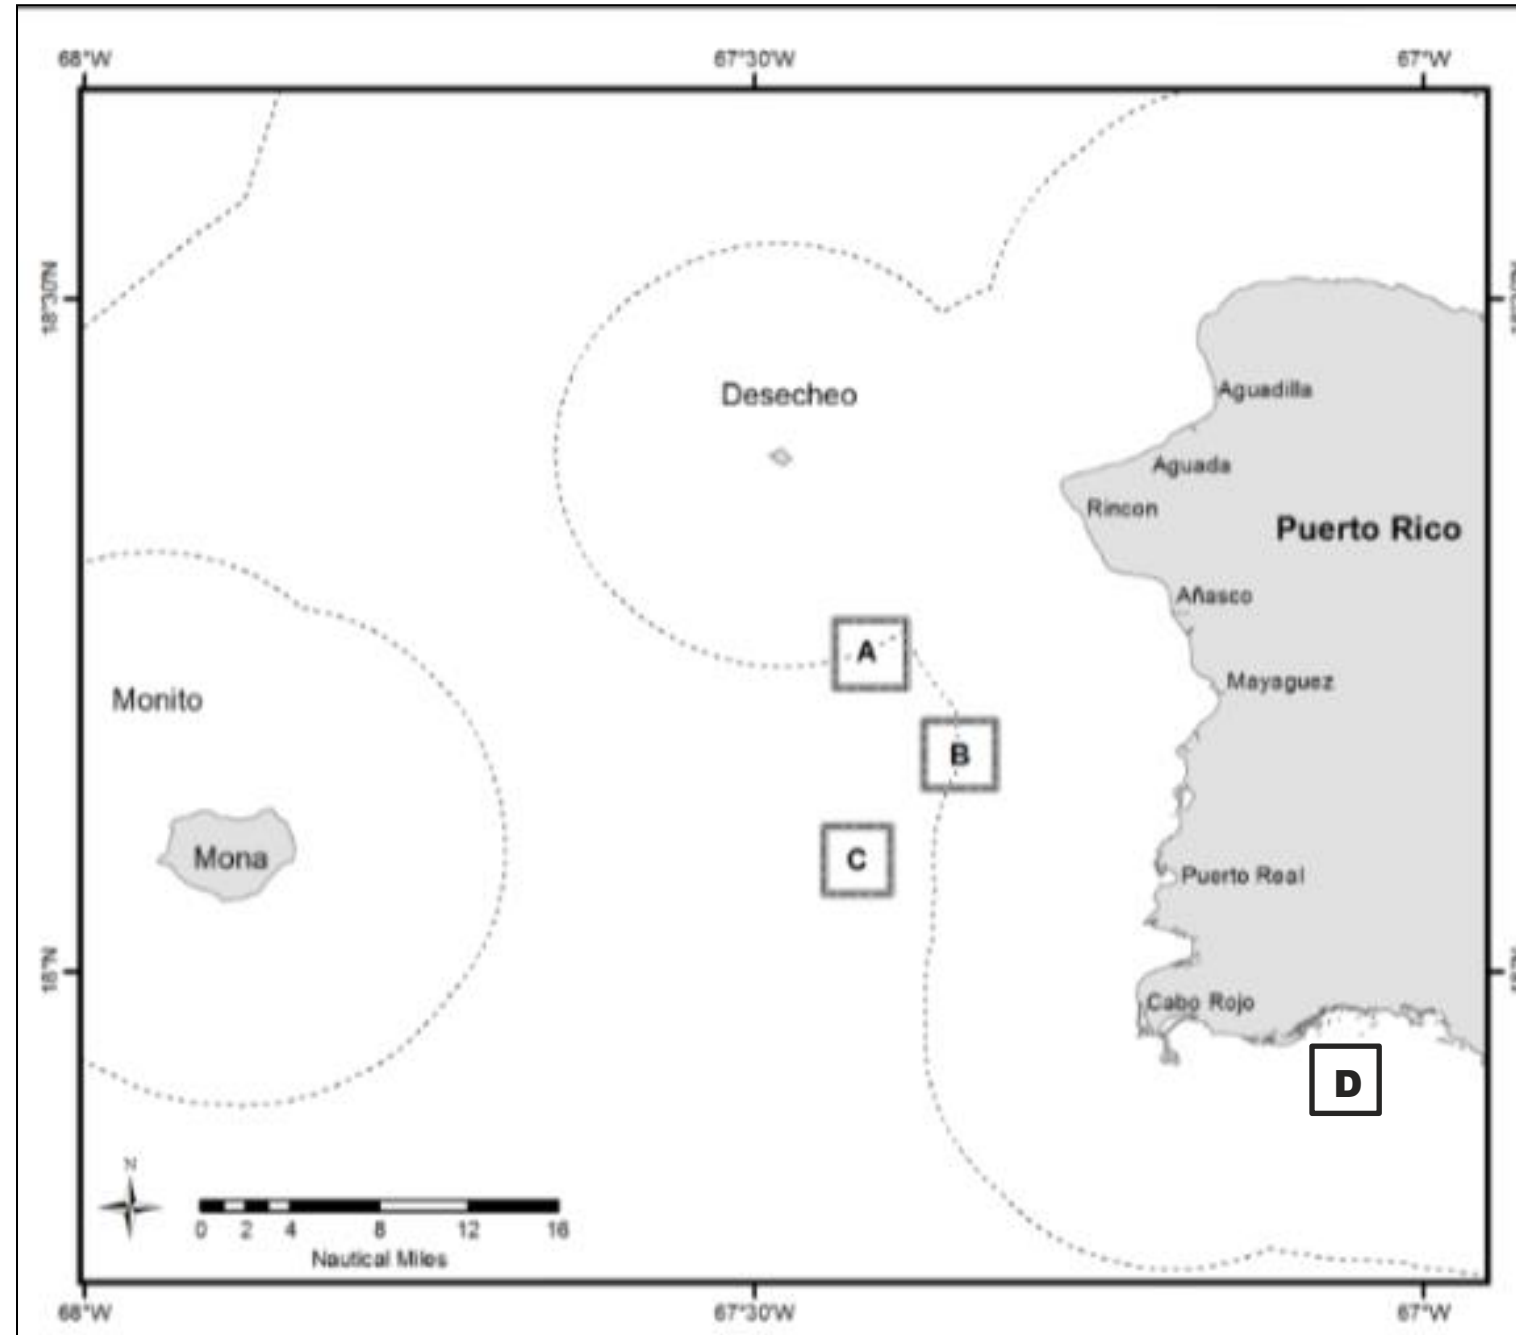 68°W 67°30'W 67°W
18°30'N
Desecheo
Aguadilla
Aguada
Rincon
Puerto Rico
Añasco
A
Mayaguez
Monito
B
Mona
C
Puerto Real
18°N
Cabo Rojo
D
N
0 2 4 8 12 16
Nautical Miles
68°W 67°30'W 67°W